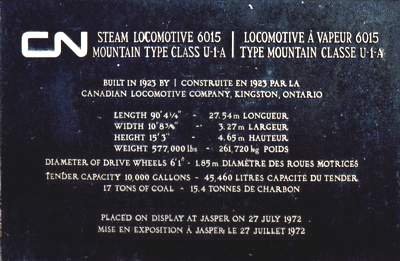 CN STEAM LOCOMOTIVE 6015 | LOCOMOTIVE À VAPEUR 6015
MOUNTAIN TYPE CLASS U-1-A | TYPE MOUNTAIN CLASSE U-1-A
BUILT IN 1923 BY | CONSTRUITE EN 1923 PAR LA
CANADIAN LOCOMOTIVE COMPANY, KINGSTON, ONTARIO
LENGTH 90'4¼" - 27.54m LONGUEUR
WIDTH 10'8¾" - 3.27m LARGEUR
HEIGHT 15'3" - 4.65m HAUTEUR
WEIGHT 577,000 lbs - 261,720 kg POIDS
DIAMETER OF DRIVE WHEELS 6'1" - 1.85m DIAMÈTRE DES ROUES MOTRICES
TENDER CAPACITY 10,000 GALLONS - 45,460 LITRES CAPACITÉ DU TENDER
17 TONS OF COAL - 15.4 TONNES DE CHARBON
PLACED ON DISPLAY AT JASPER ON 27 JULY 1972
MISE EN EXPOSITION À JASPER, LE 27 JUILLET 1972